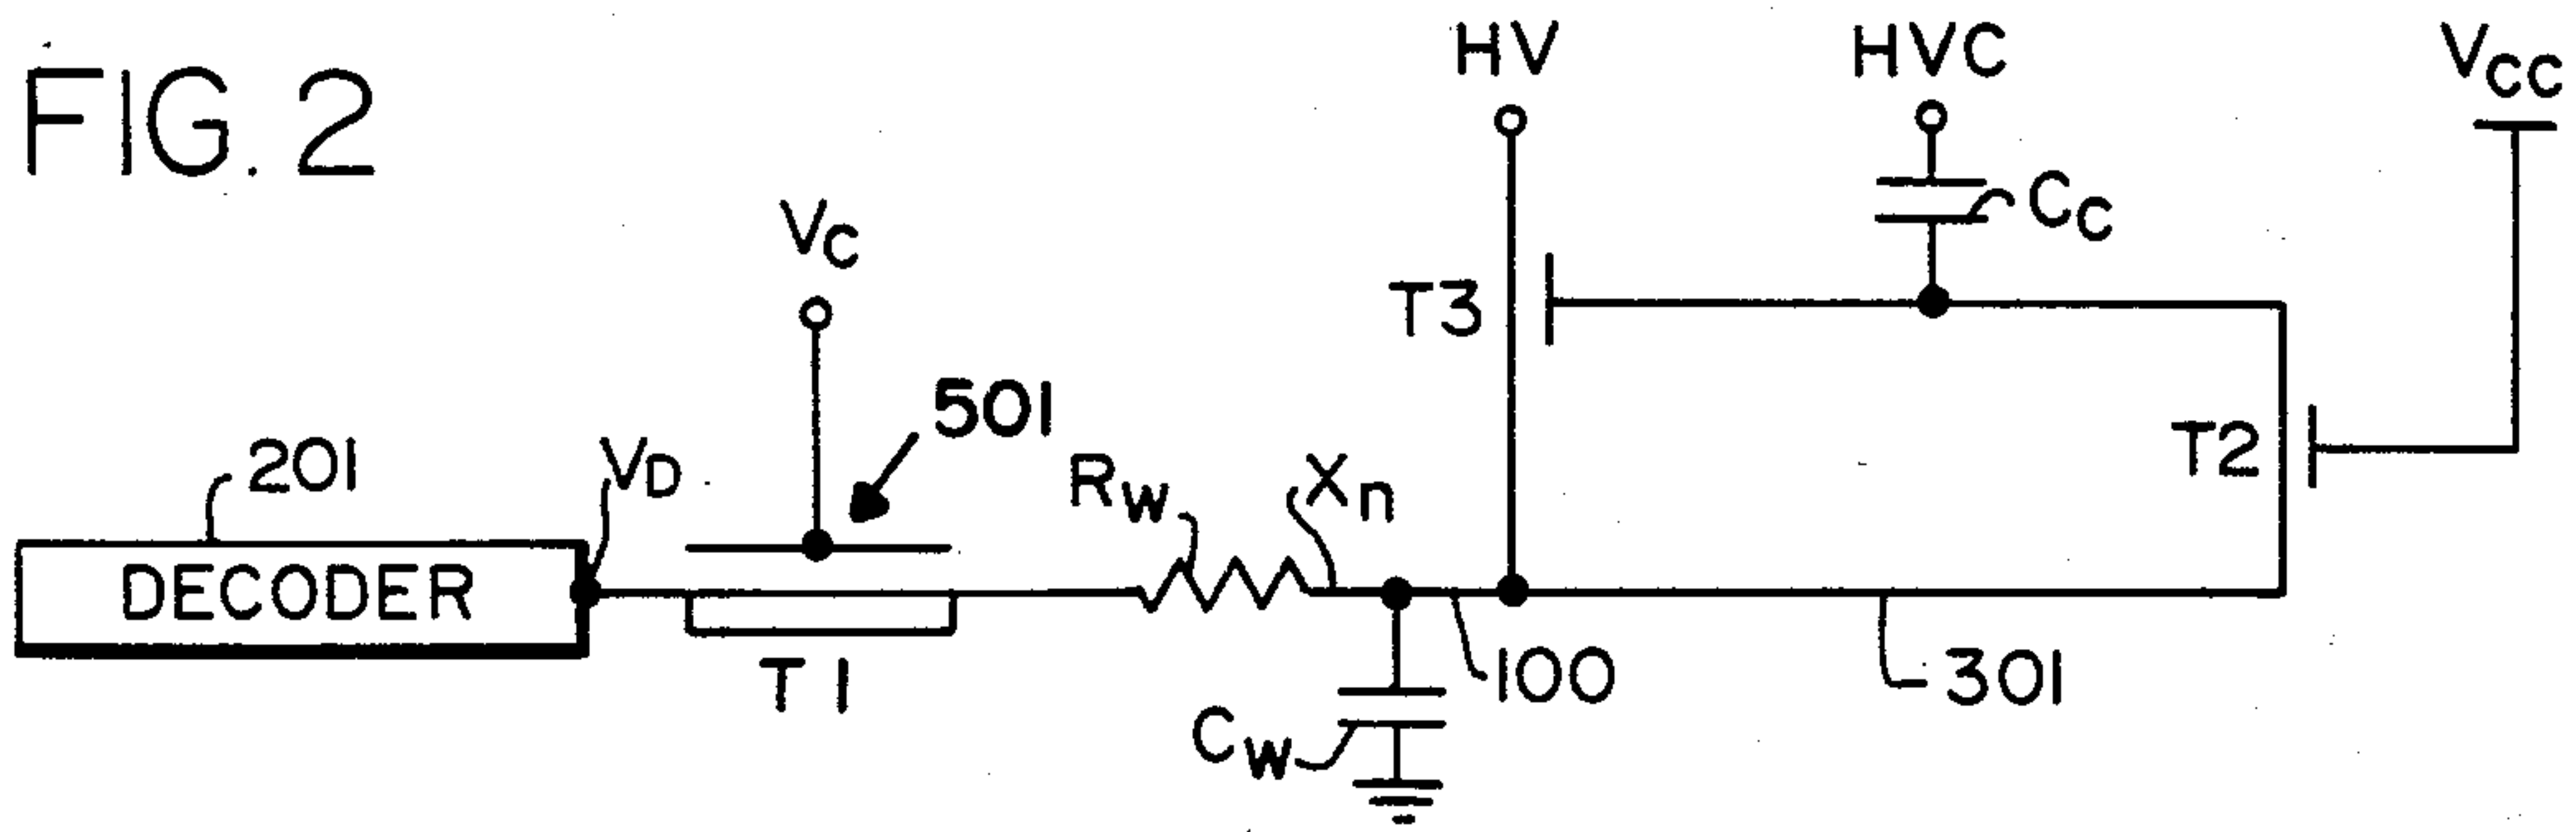 FIG. 2
HV
HVC
VCC
VC
CC
T3
501
201
VD
RW
Xn
T2
DECODER
T1
100
301
CW